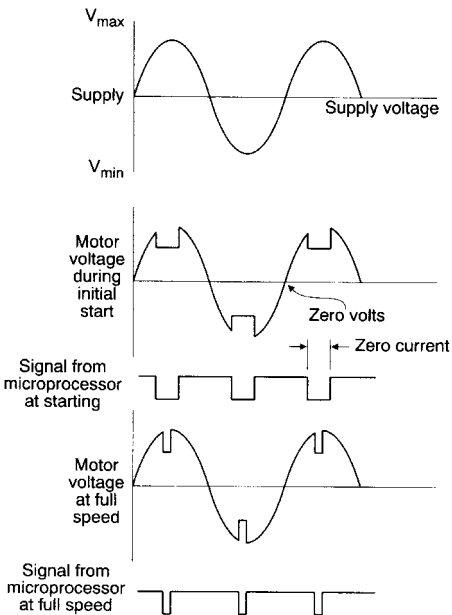 Vmax
Supply
Supply voltage
Vmin
Motor
voltage
during
initial
start
Zero volts
Zero current
Signal from
microprocessor
at starting
Motor
voltage
at full
speed
Signal from
microprocessor
at full speed